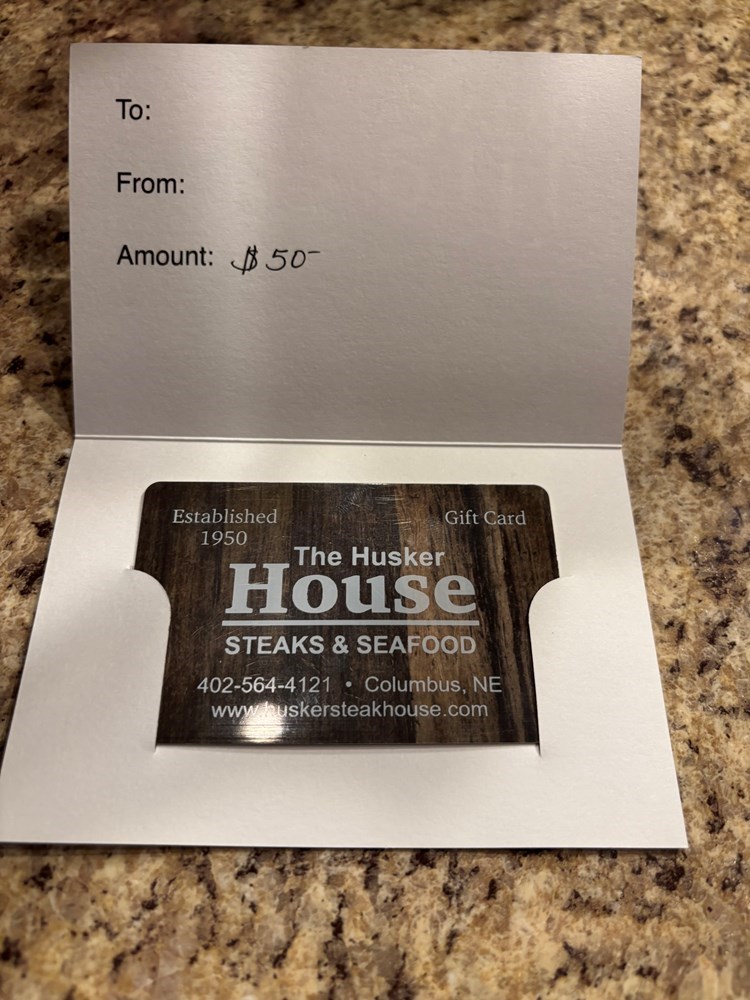 To:
From:
Amount: $50-
Established
1950
Gift Card
The Husker
House
STEAKS & SEAFOOD
402-564-4121 • Columbus, NE
www.huskersteakhouse.com